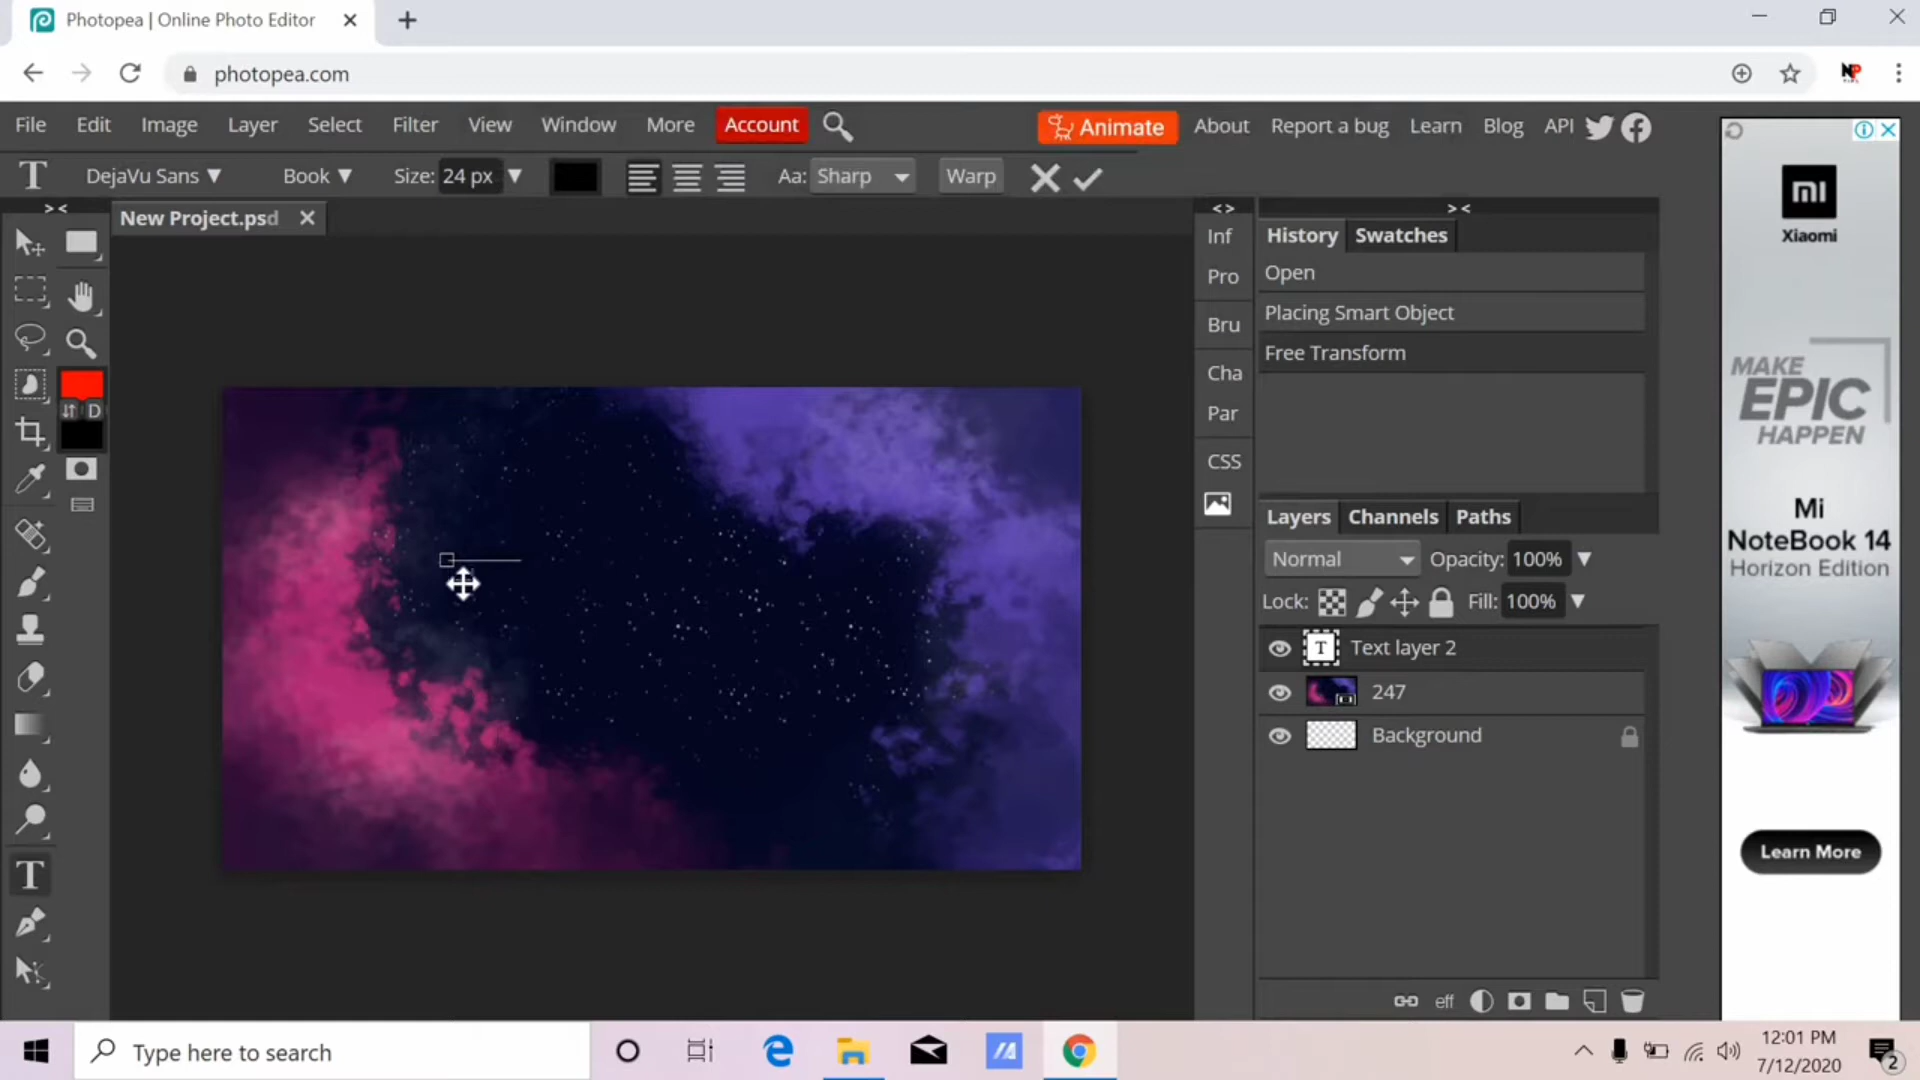 Photopea | Online Photo Editor
photopea.com
File Edit Image Layer Select Filter View Window More Account Animate About Report a bug Learn Blog API
T DejaVu Sans Book Size: 24 px Aa: Sharp Warp
> <
New Project.psd
< >
> <
Inf
Pro
Bru
Cha
Par
CSS
History Swatches
Open
Placing Smart Object
Free Transform
D
T
Layers Channels Paths
Normal Opacity: 100%
Lock: Fill: 100%
T Text layer 2
247
Background
eff
Xiaomi
MAKE
EPIC
HAPPEN
Mi
NoteBook 14
Horizon Edition
Learn More
Type here to search
12:01 PM
7/12/2020
2